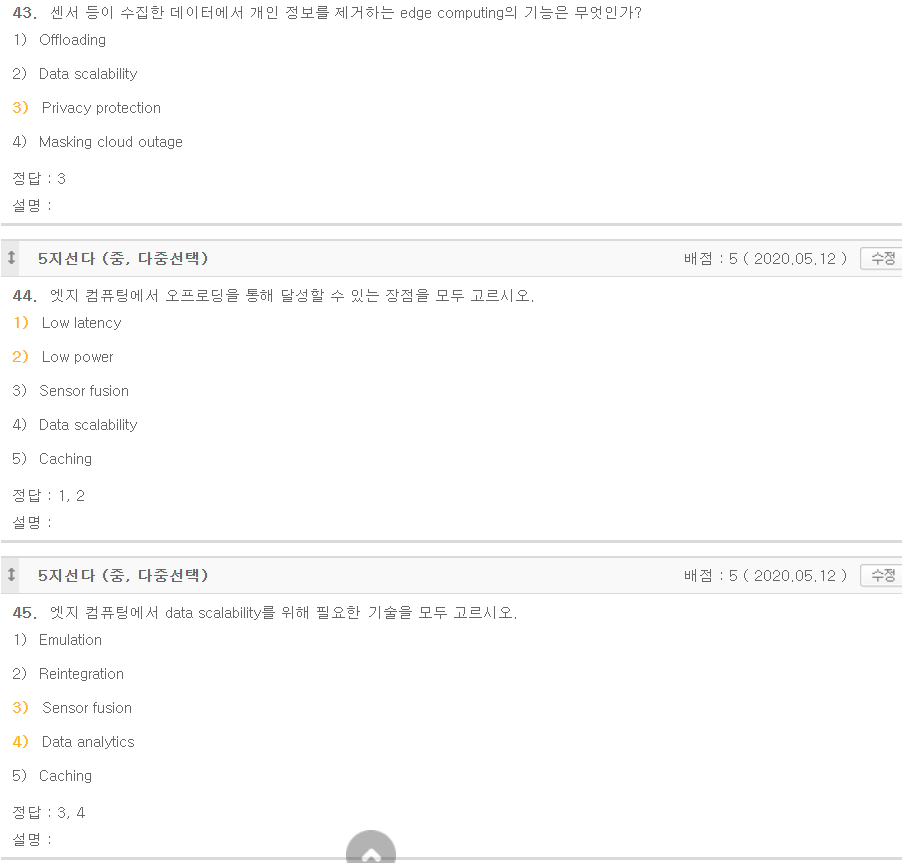 43. 센서 등이 수집한 데이터에서 개인 정보를 제거하는 edge computing의 기능은 무엇인가?
1) Offloading
2) Data scalability
3) Privacy protection
4) Masking cloud outage
정답 : 3
설명 :
5지선다 (중, 다중선택) 배점 : 5 ( 2020.05.12 ) 수정
44. 엣지 컴퓨팅에서 오프로딩을 통해 달성할 수 있는 장점을 모두 고르시오.
1) Low latency
2) Low power
3) Sensor fusion
4) Data scalability
5) Caching
정답 : 1, 2
설명 :
5지선다 (중, 다중선택) 배점 : 5 ( 2020.05.12 ) 수정
45. 엣지 컴퓨팅에서 data scalability를 위해 필요한 기술을 모두 고르시오.
1) Emulation
2) Reintegration
3) Sensor fusion
4) Data analytics
5) Caching
정답 : 3, 4
설명 :